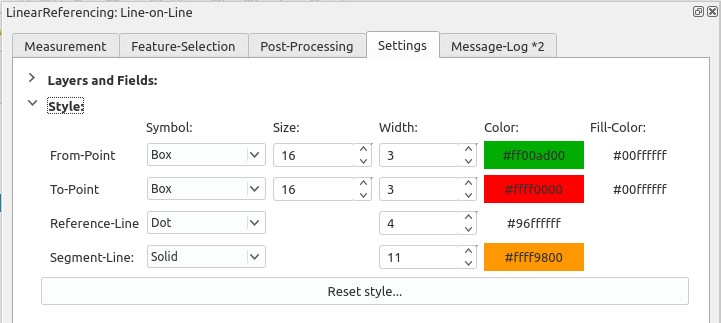 LinearReferencing: Line-on-Line
Measurement Feature-Selection Post-Processing Settings Message-Log *2
Layers and Fields:
Style:
Symbol: Size: Width: Color: Fill-Color:
From-Point Box 16 3 #ff00ad00 #00ffffff
To-Point Box 16 3 #ffff0000 #00ffffff
Reference-Line Dot 4 #96ffffff
Segment-Line: Solid 11 #ffff9800
Reset style...